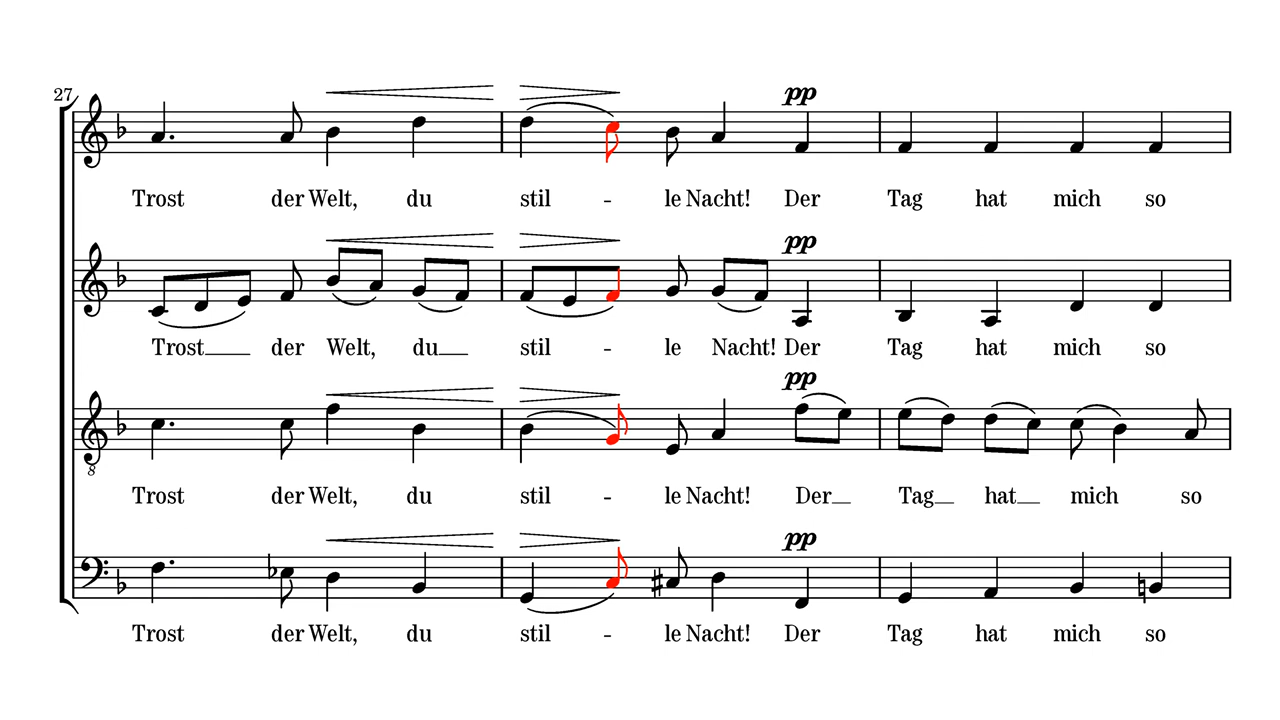 27
pp
Trost der Welt, du stil - le Nacht! Der Tag hat mich so
pp
Trost der Welt, du stil - le Nacht! Der Tag hat mich so
pp
8
Trost der Welt, du stil - le Nacht! Der Tag hat mich so
pp
Trost der Welt, du stil - le Nacht! Der Tag hat mich so